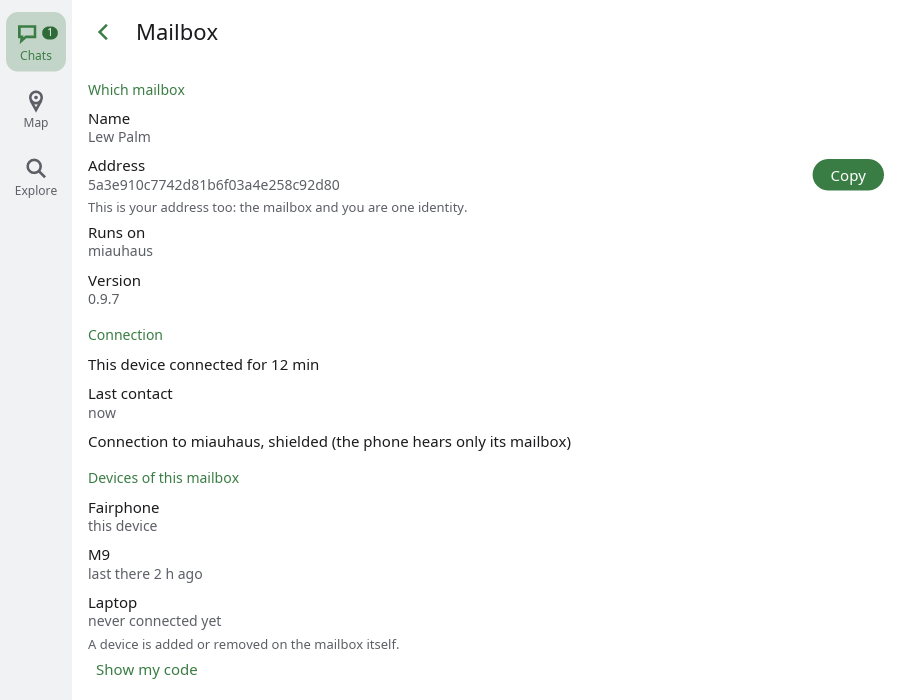 1
Chats
Map
Explore
Mailbox
Which mailbox
Name
Lew Palm
Address
5a3e910c7742d81b6f03a4e258c92d80
Copy
This is your address too: the mailbox and you are one identity.
Runs on
miauhaus
Version
0.9.7
Connection
This device connected for 12 min
Last contact
now
Connection to miauhaus, shielded (the phone hears only its mailbox)
Devices of this mailbox
Fairphone
this device
M9
last there 2 h ago
Laptop
never connected yet
A device is added or removed on the mailbox itself.
Show my code